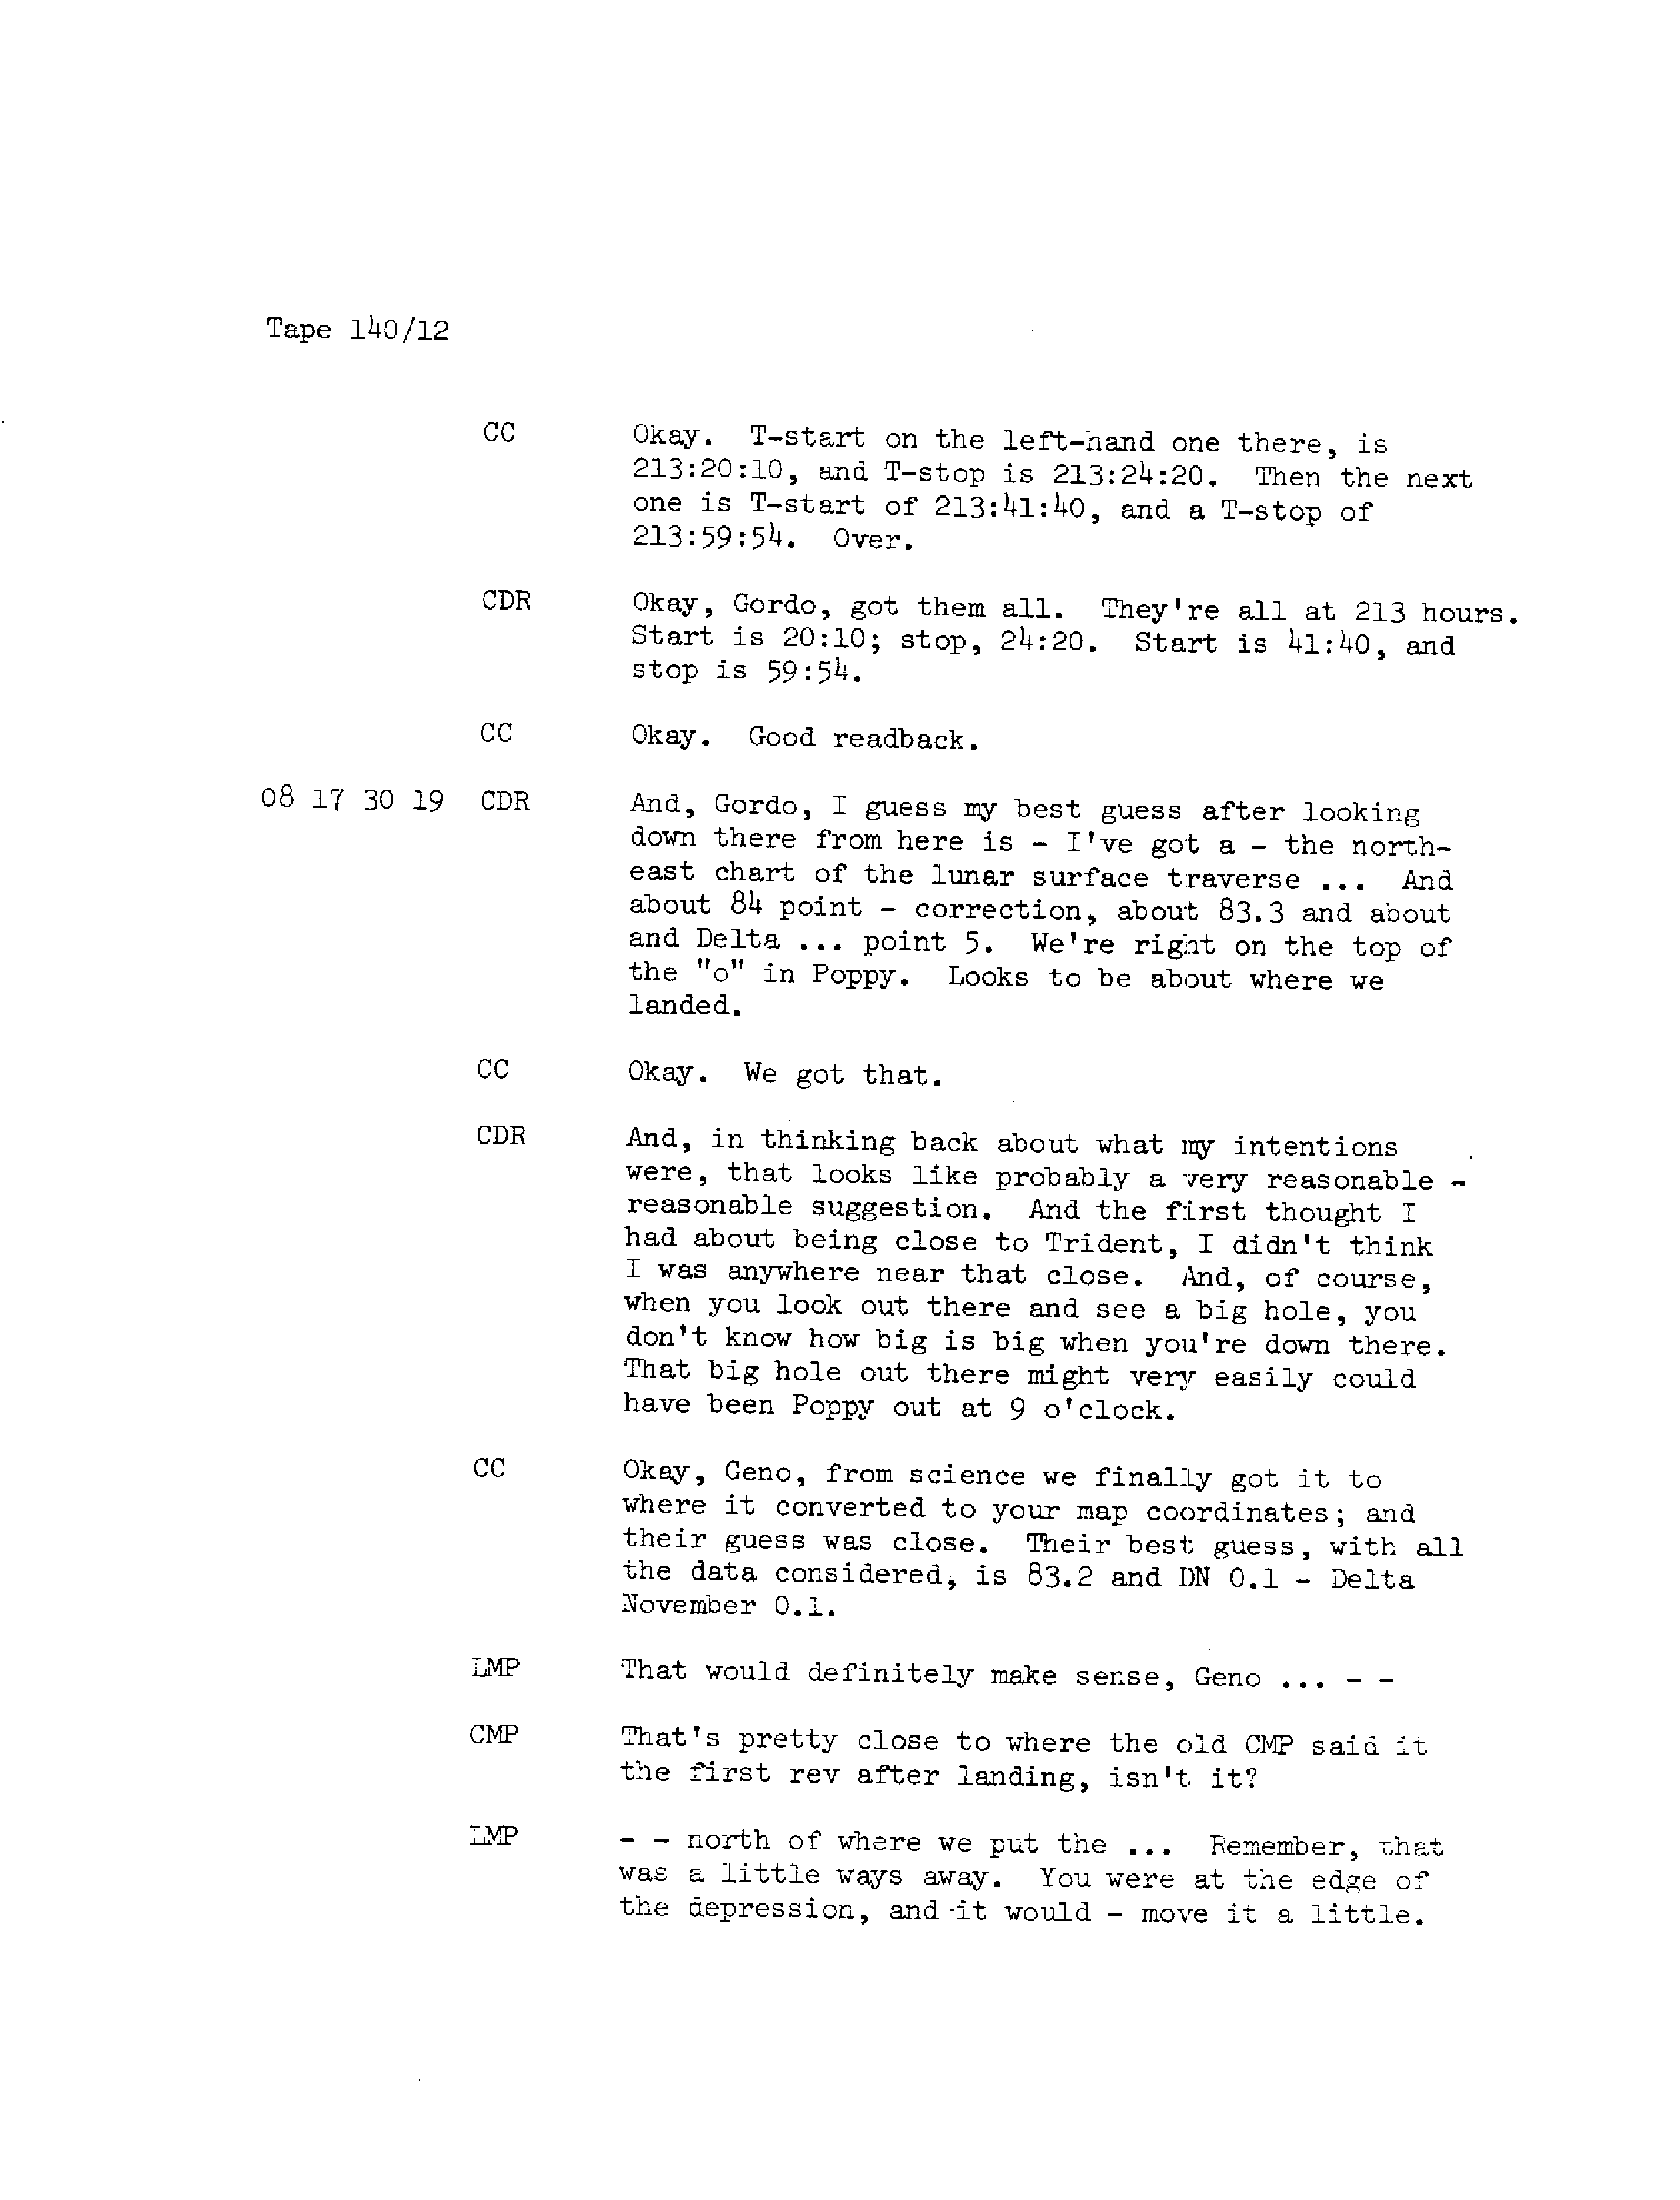 Tape 140/12
CC Okay. T-start on the left-hand one there, is
213:20:10, and T-stop is 213:24:20. Then the next
one is T-start of 213:41:40, and a T-stop of
213:59:54. Over.
CDR Okay, Gordo, got them all. They're all at 213 hours.
Start is 20:10; stop, 24:20. Start is 41:40, and
stop is 59:54.
CC Okay. Good readback.
08 17 30 19 CDR And, Gordo, I guess my best guess after looking
down there from here is - I've got a - the north-
east chart of the lunar surface traverse ... And
about 84 point - correction, about 83.3 and about
and Delta ... point 5. We're right on the top of
the "o" in Poppy. Looks to be about where we
landed.
CC Okay. We got that.
CDR And, in thinking back about what my intentions
were, that looks like probably a very reasonable -
reasonable suggestion. And the first thought I
had about being close to Trident, I didn't think
I was anywhere near that close. And, of course,
when you look out there and see a big hole, you
don't know how big is big when you're down there.
That big hole out there might very easily could
have been Poppy out at 9 o'clock.
CC Okay, Geno, from science we finally got it to
where it converted to your map coordinates; and
their guess was close. Their best guess, with all
the data considered, is 83.2 and DN 0.1 - Delta
November 0.1.
LMP That would definitely make sense, Geno ... - -
CMP That's pretty close to where the old CMP said it
the first rev after landing, isn't it?
LMP - - north of where we put the ... Remember, that
was a little ways away. You were at the edge of
the depression, and it would - move it a little.